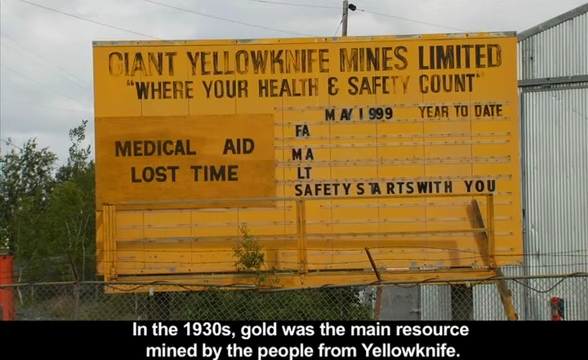 GIANT YELLOWKNIFE MINES LIMITED
"WHERE YOUR HEALTH & SAFETY COUNT"
MAY 1999 YEAR TO DATE
MEDICAL AID
LOST TIME
FA
MA
LT
SAFETY STARTS WITH YOU
In the 1930s, gold was the main resource
mined by the people from Yellowknife.